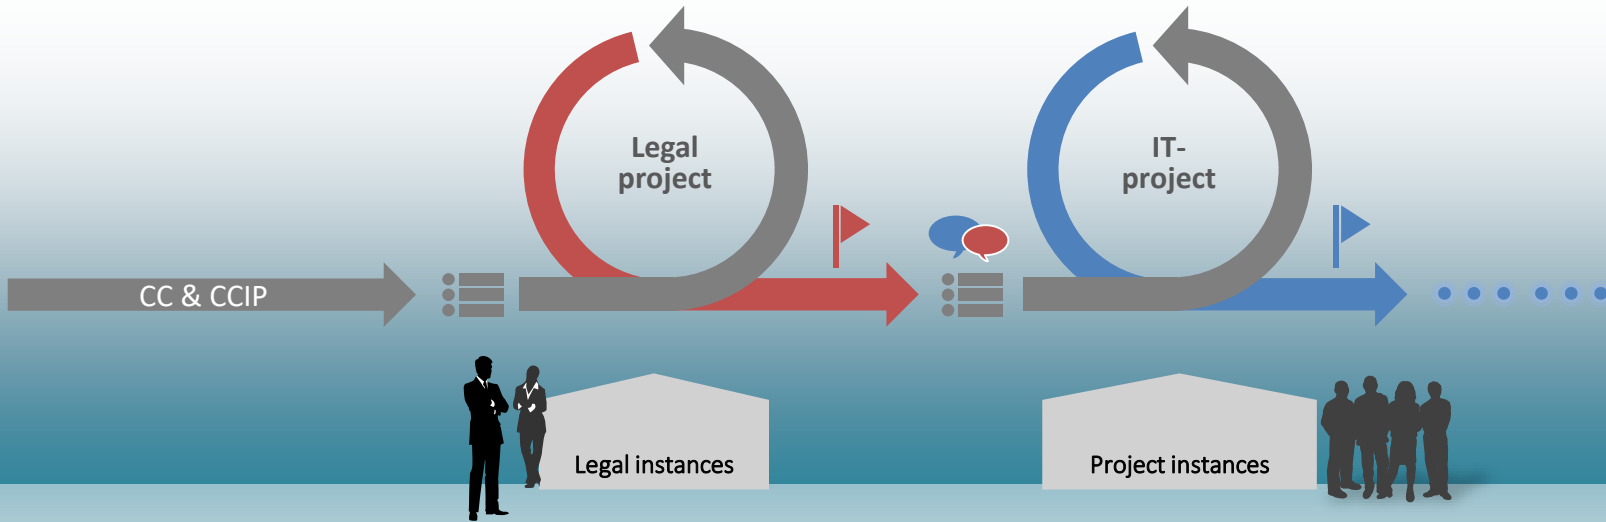 Legal
project
IT-
project
CC & CCIP
Legal instances
Project instances